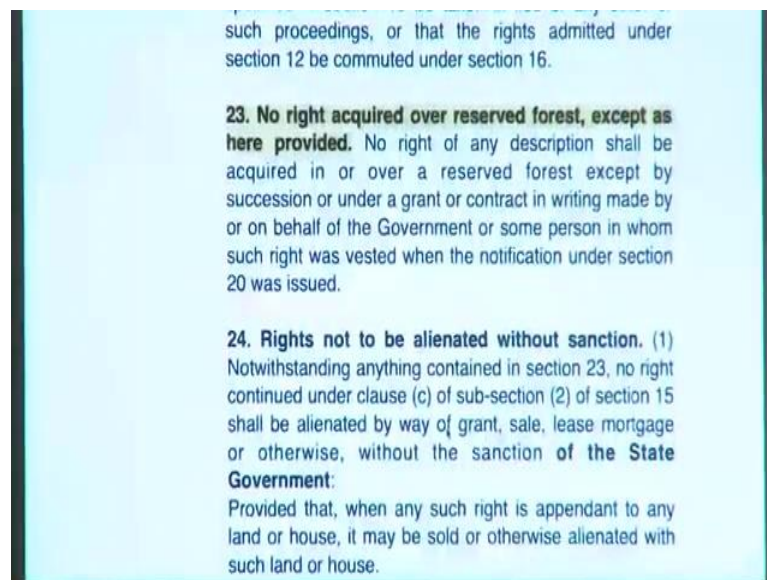 such proceedings, or that the rights admitted under
section 12 be commuted under section 16.
23. No right acquired over reserved forest, except as
here provided. No right of any description shall be
acquired in or over a reserved forest except by
succession or under a grant or contract in writing made by
or on behalf of the Government or some person in whom
such right was vested when the notification under section
20 was issued.
24. Rights not to be alienated without sanction. (1)
Notwithstanding anything contained in section 23, no right
continued under clause (c) of sub-section (2) of section 15
shall be alienated by way of grant, sale, lease mortgage
or otherwise, without the sanction of the State
Government:
Provided that, when any such right is appendant to any
land or house, it may be sold or otherwise alienated with
such land or house.